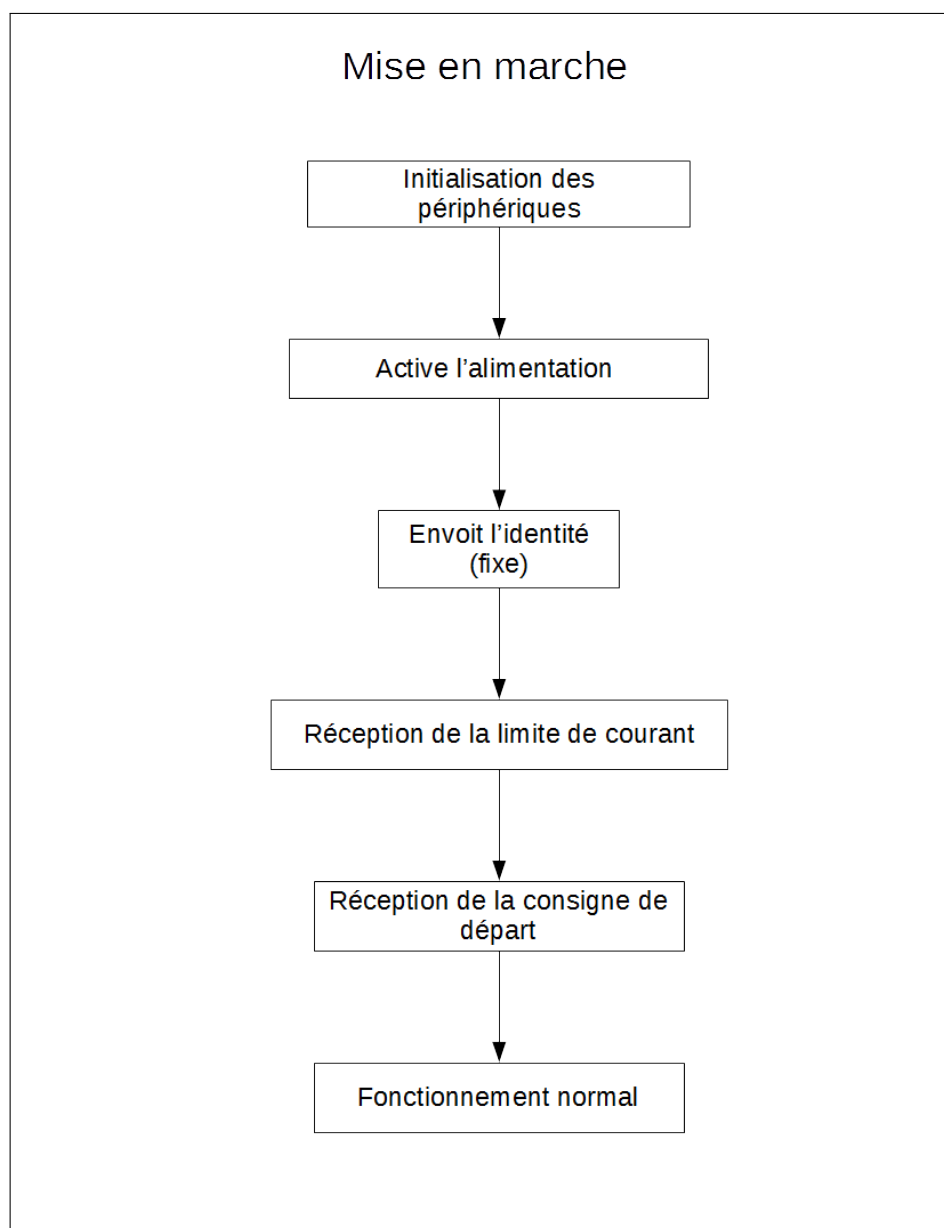 Mise en marche
Initialisation des
périphériques
Active l’alimentation
Envoit l’identité
(fixe)
Réception de la limite de courant
Réception de la consigne de
départ
Fonctionnement normal